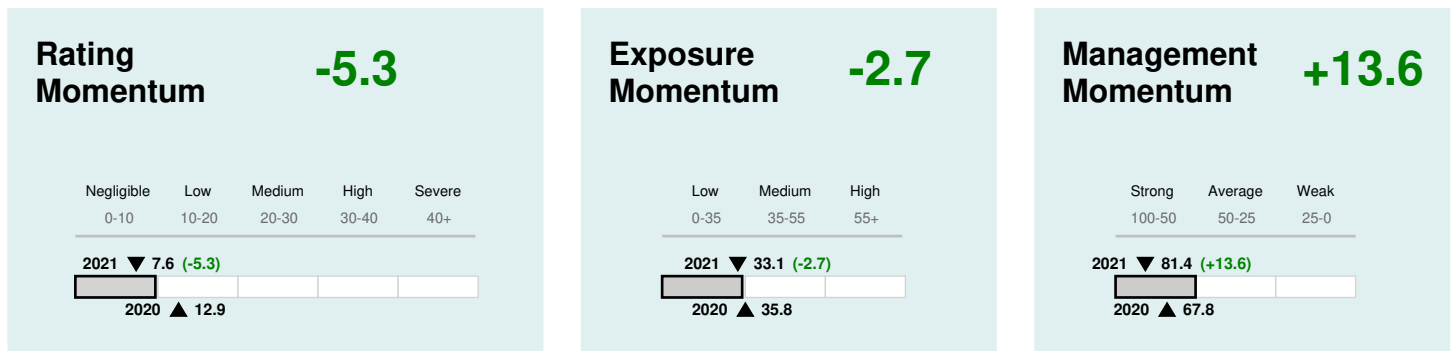 Rating
Momentum
-5.3
Negligible Low Medium High Severe
0-10 10-20 20-30 30-40 40+
2021 ▼ 7.6 (-5.3)
2020 ▲ 12.9
Exposure
Momentum
-2.7
Low Medium High
0-35 35-55 55+
2021 ▼ 33.1 (-2.7)
2020 ▲ 35.8
Management
Momentum
+13.6
Strong Average Weak
100-50 50-25 25-0
2021 ▼ 81.4 (+13.6)
2020 ▲ 67.8